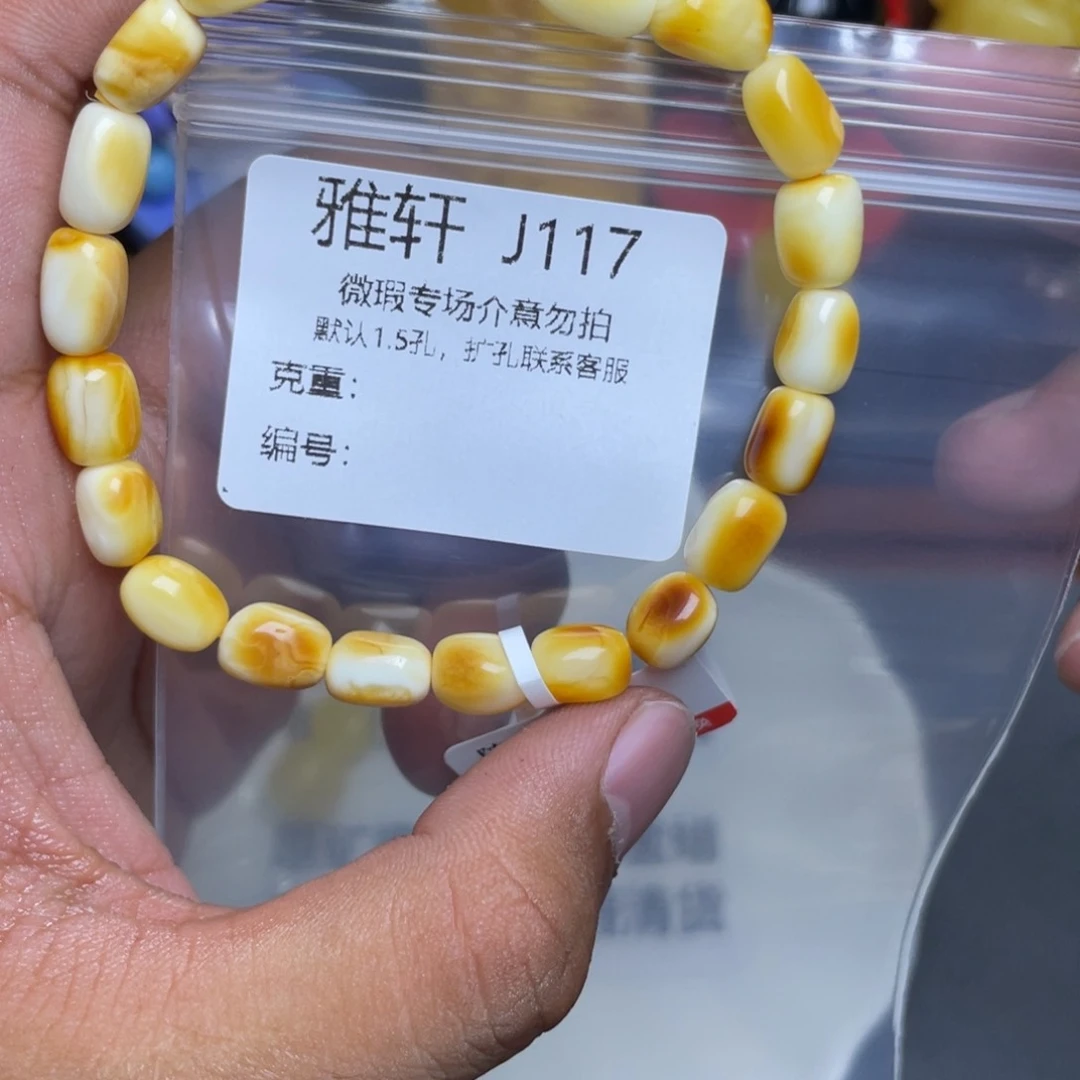 雅轩 J117
微瑕专场介意勿拍
默认1.5孔，扩孔联系客服
克重：
编号：